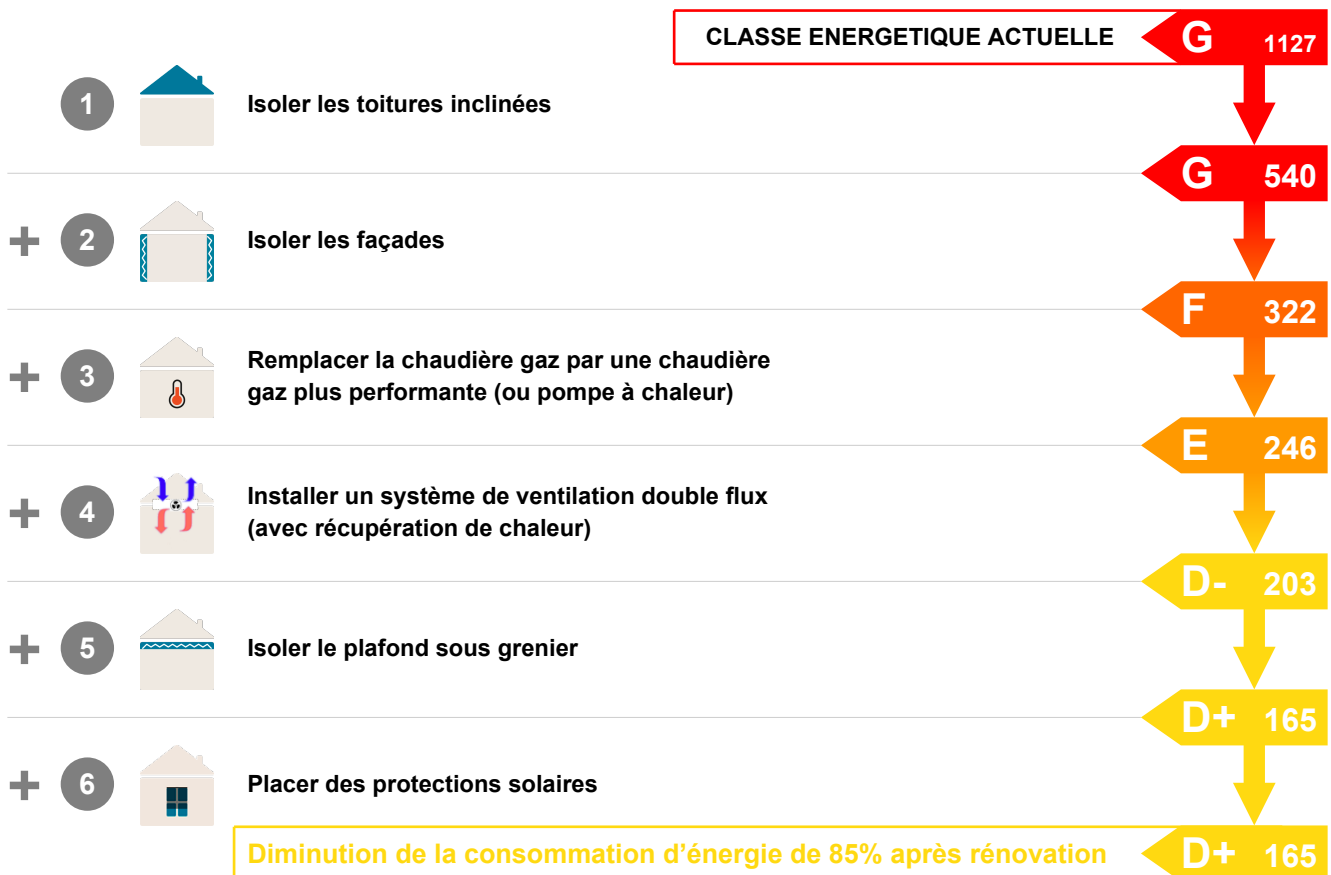 CLASSE ENERGETIQUE ACTUELLE G 1127
1 Isoler les toitures inclinées
G 540
+ 2 Isoler les façades
F 322
+ 3 Remplacer la chaudière gaz par une chaudière
gaz plus performante (ou pompe à chaleur)
E 246
+ 4 Installer un système de ventilation double flux
(avec récupération de chaleur)
D- 203
+ 5 Isoler le plafond sous grenier
D+ 165
+ 6 Placer des protections solaires
Diminution de la consommation d’énergie de 85% après rénovation D+ 165